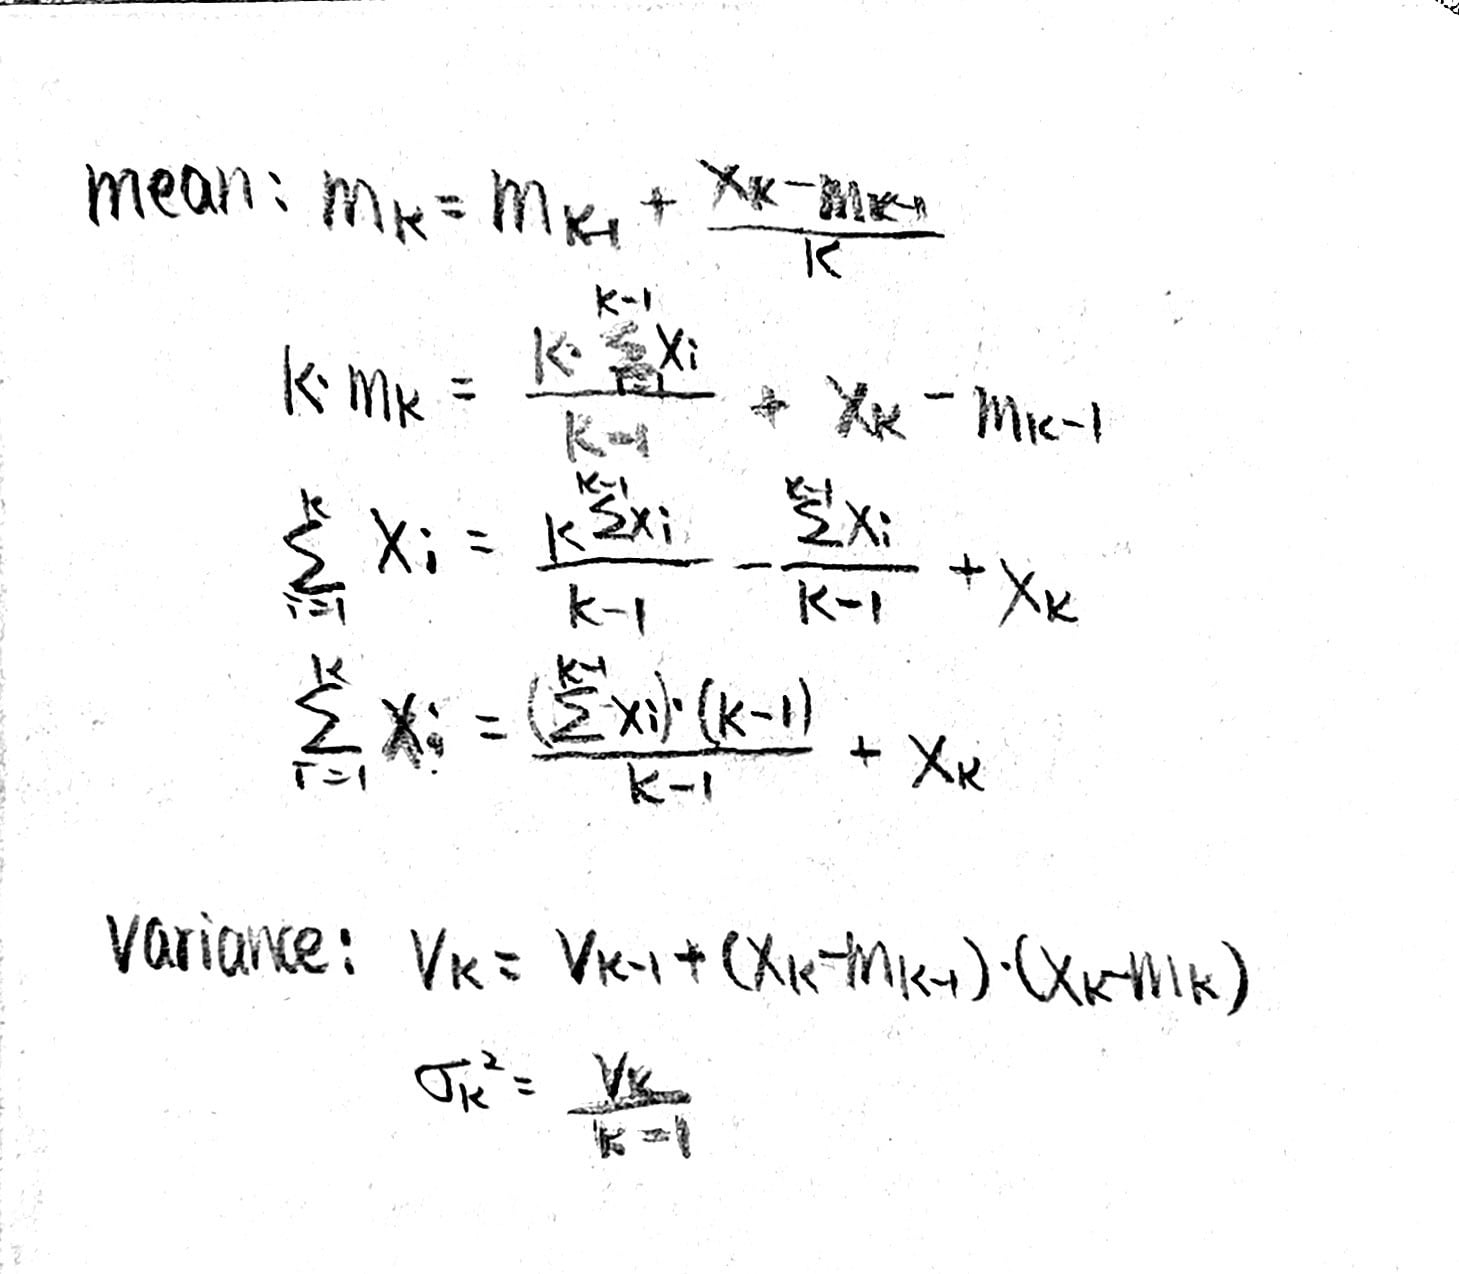 mean: m_k = m_{k-1} + \frac{x_k - m_{k-1}}{k}
k \cdot m_k = \frac{k \cdot \sum_{i=1}^{k-1} x_i}{k-1} + x_k - m_{k-1}
\sum_{i=1}^{k} x_i = \frac{k \sum^{k-1} x_i}{k-1} - \frac{\sum^{k-1} x_i}{k-1} + x_k
\sum_{i=1}^{k} x_i = \frac{(\sum^{k-1} x_i) \cdot (k-1)}{k-1} + x_k
variance: v_k = v_{k-1} + (x_k - m_{k-1}) \cdot (x_k - m_k)
\sigma_k^2 = \frac{v_k}{k-1}